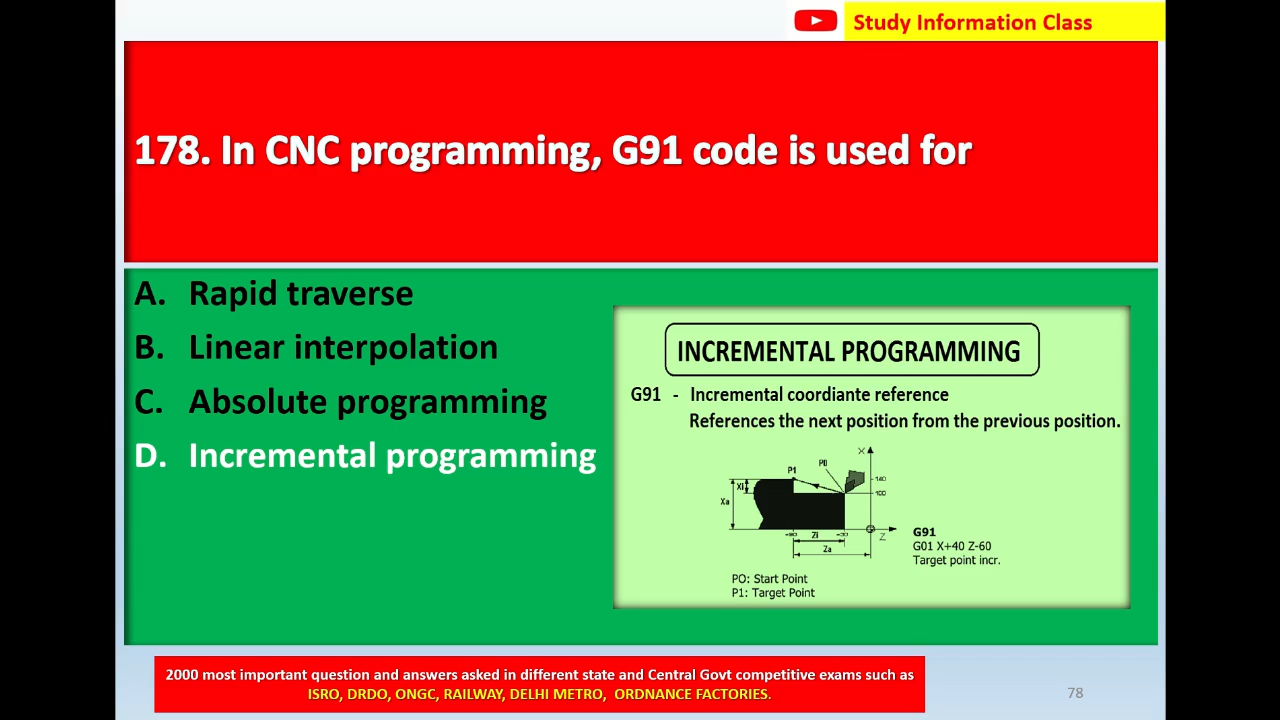 Study Information Class
178. In CNC programming, G91 code is used for
A. Rapid traverse
B. Linear interpolation
C. Absolute programming
D. Incremental programming
INCREMENTAL PROGRAMMING
G91 - Incremental coordiante reference
References the next position from the previous position.
X
P1
P0
140
100
Xi
Xa
Zi
-30
Z
Za
G91
G01 X+40 Z-60
Target point incr.
PO: Start Point
P1: Target Point
2000 most important question and answers asked in different state and Central Govt competitive exams such as
ISRO, DRDO, ONGC, RAILWAY, DELHI METRO, ORDNANCE FACTORIES.
78